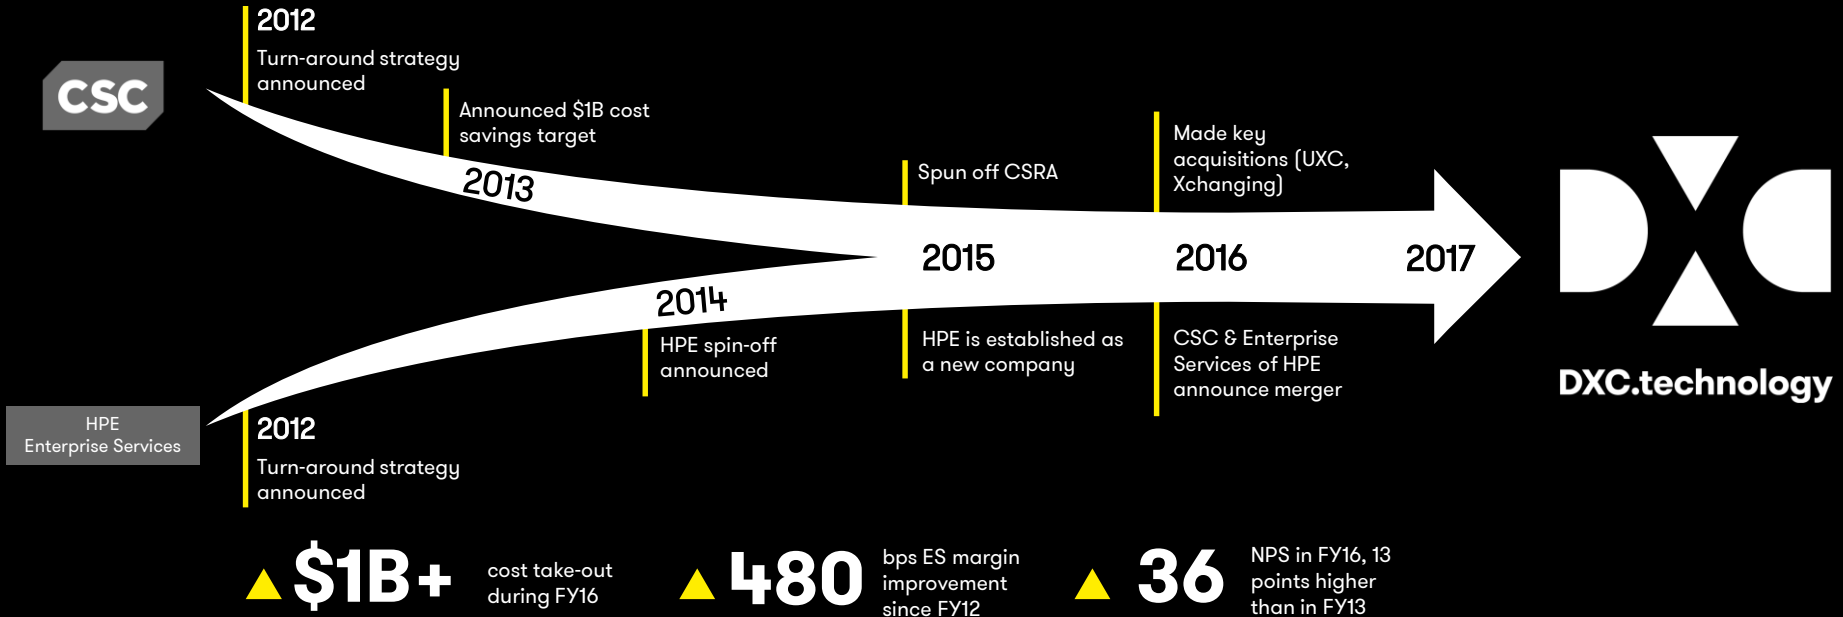 2012
Turn-around strategy
announced
CSC
Announced $1B cost
savings target
2013
Spun off CSRA
Made key
acquisitions (UXC,
Xchanging)
2015
2016
2017
2014
HPE spin-off
announced
HPE is established as
a new company
CSC & Enterprise
Services of HPE
announce merger
DXC.technology
HPE
Enterprise Services
2012
Turn-around strategy
announced
$1B+
cost take-out
during FY16
480
bps ES margin
improvement
since FY12
36
NPS in FY16, 13
points higher
than in FY13